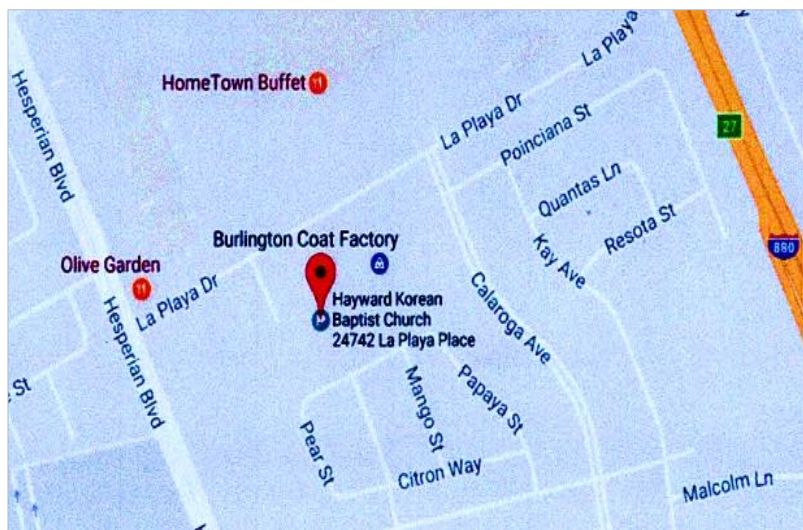 La Playa
Hesperian Blvd
HomeTown Buffet
La Playa Dr
27
Poinciana St
Quantas Ln
Burlington Coat Factory
Kay Ave
Resota St
880
Olive Garden
La Playa Dr
Hayward Korean
Baptist Church
24742 La Playa Place
Calaroga Ave
Hesperian Blvd
Mango St
Papaya St
Pear St
Citron Way
Malcolm Ln